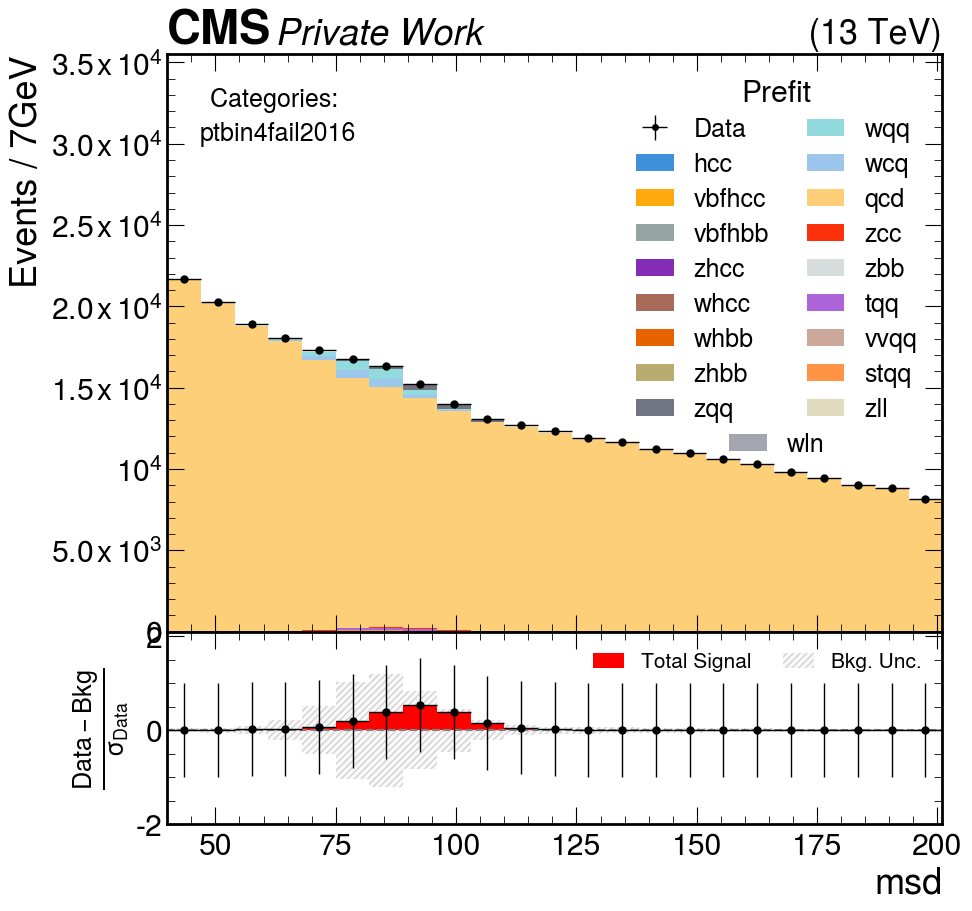 CMS Private Work (13 TeV)
Events / 7GeV
3.5 x 10^4
3.0 x 10^4
2.5 x 10^4
2.0 x 10^4
1.5 x 10^4
10^4
5.0 x 10^3
0
Categories:
ptbin4fail2016
Prefit
Data wqq
hcc wcq
vbfhcc qcd
vbfhbb zcc
zhcc zbb
whcc tqq
whbb vvqq
zhbb stqq
zqq zll
wln
Data − Bkg
σData
2
0
-2
Total Signal Bkg. Unc.
50 75 100 125 150 175 200
msd